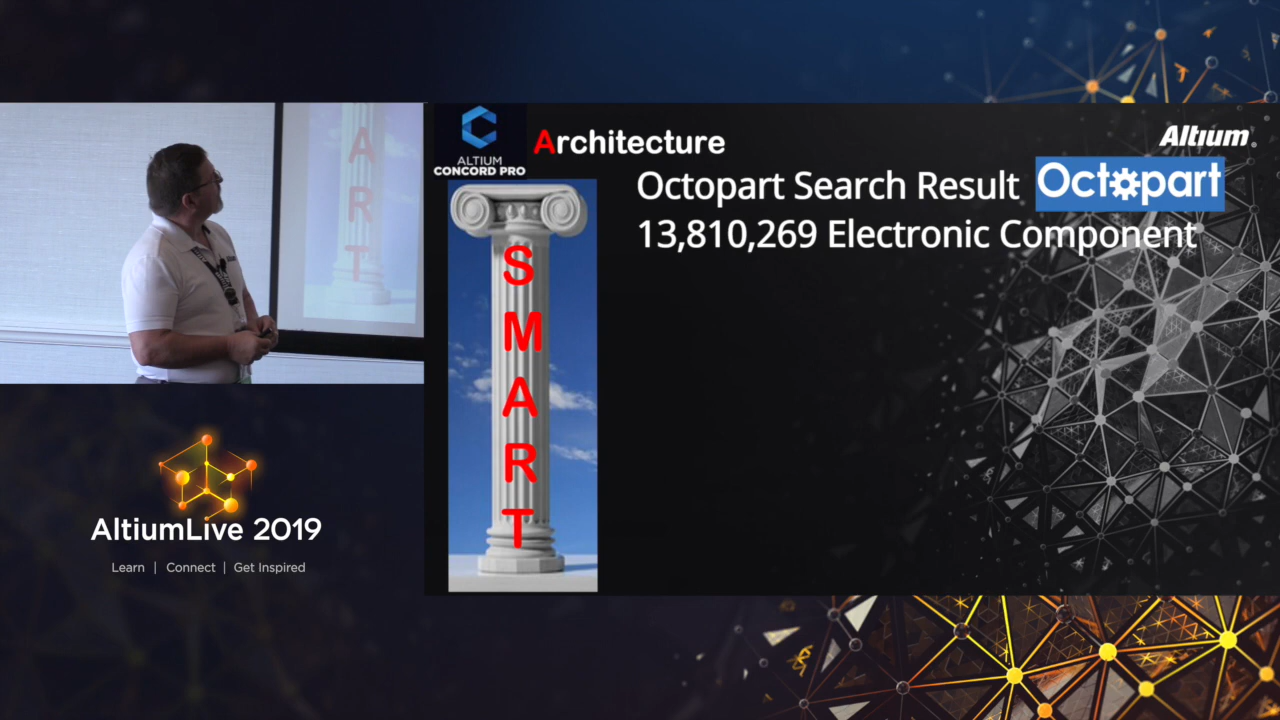 A
R
T
ALTIUM
CONCORD PRO
Architecture
Altium®
Octopart Search Result
Octopart
13,810,269 Electronic Component
S
M
A
R
T
AltiumLive 2019
Learn | Connect | Get Inspired